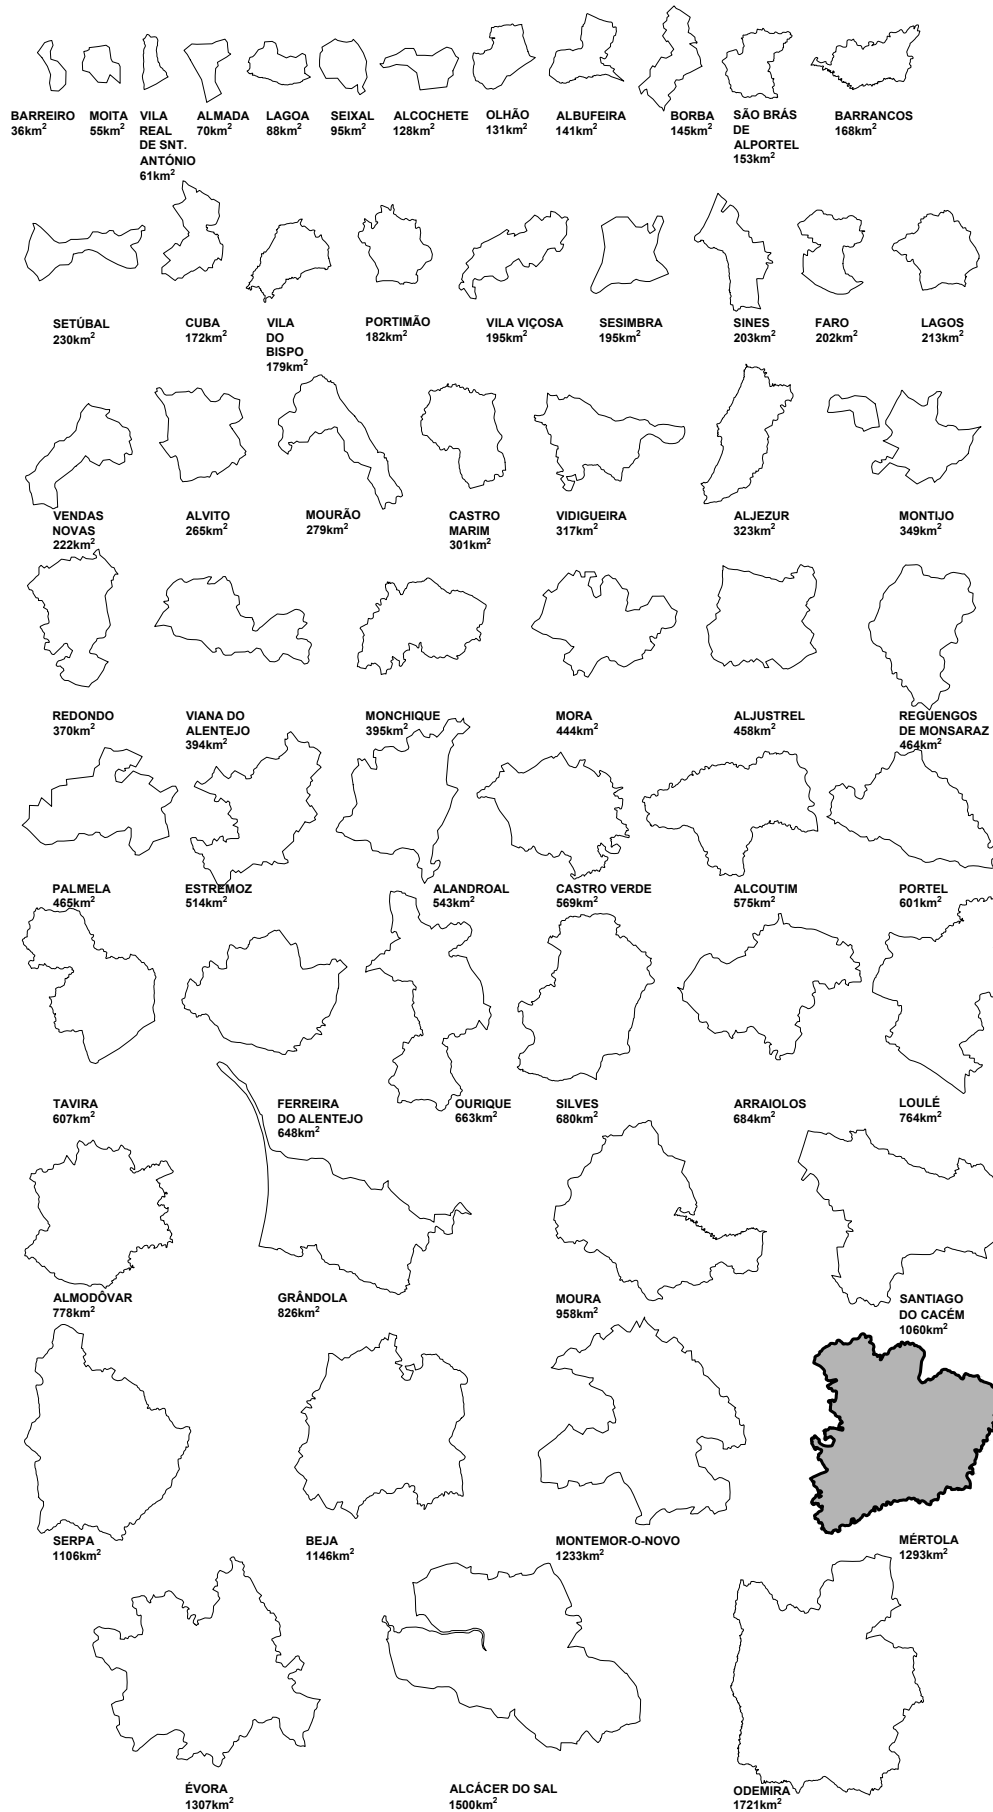 BARREIRO
36km²
MOITA
55km²
VILA
REAL
DE SNT.
ANTÓNIO
61km²
ALMADA
70km²
LAGOA
88km²
SEIXAL
95km²
ALCOCHETE
128km²
OLHÃO
131km²
ALBUFEIRA
141km²
BORBA
145km²
SÃO BRÁS
DE
ALPORTEL
153km²
BARRANCOS
168km²
SETÚBAL
230km²
CUBA
172km²
VILA
DO
BISPO
179km²
PORTIMÃO
182km²
VILA VIÇOSA
195km²
SESIMBRA
195km²
SINES
203km²
FARO
202km²
LAGOS
213km²
VENDAS
NOVAS
222km²
ALVITO
265km²
MOURÃO
279km²
CASTRO
MARIM
301km²
VIDIGUEIRA
317km²
ALJEZUR
323km²
MONTIJO
349km²
REDONDO
370km²
VIANA DO
ALENTEJO
394km²
MONCHIQUE
395km²
MORA
444km²
ALJUSTREL
458km²
REGUENGOS
DE MONSARAZ
464km²
PALMELA
465km²
ESTREMOZ
514km²
ALANDROAL
543km²
CASTRO VERDE
569km²
ALCOUTIM
575km²
PORTEL
601km²
TAVIRA
607km²
FERREIRA
DO ALENTEJO
648km²
OURIQUE
663km²
SILVES
680km²
ARRAIOLOS
684km²
LOULÉ
764km²
ALMODÔVAR
778km²
GRÂNDOLA
826km²
MOURA
958km²
SANTIAGO
DO CACÉM
1060km²
SERPA
1106km²
BEJA
1146km²
MONTEMOR-O-NOVO
1233km²
MÉRTOLA
1293km²
ÉVORA
1307km²
ALCÁCER DO SAL
1500km²
ODEMIRA
1721km²